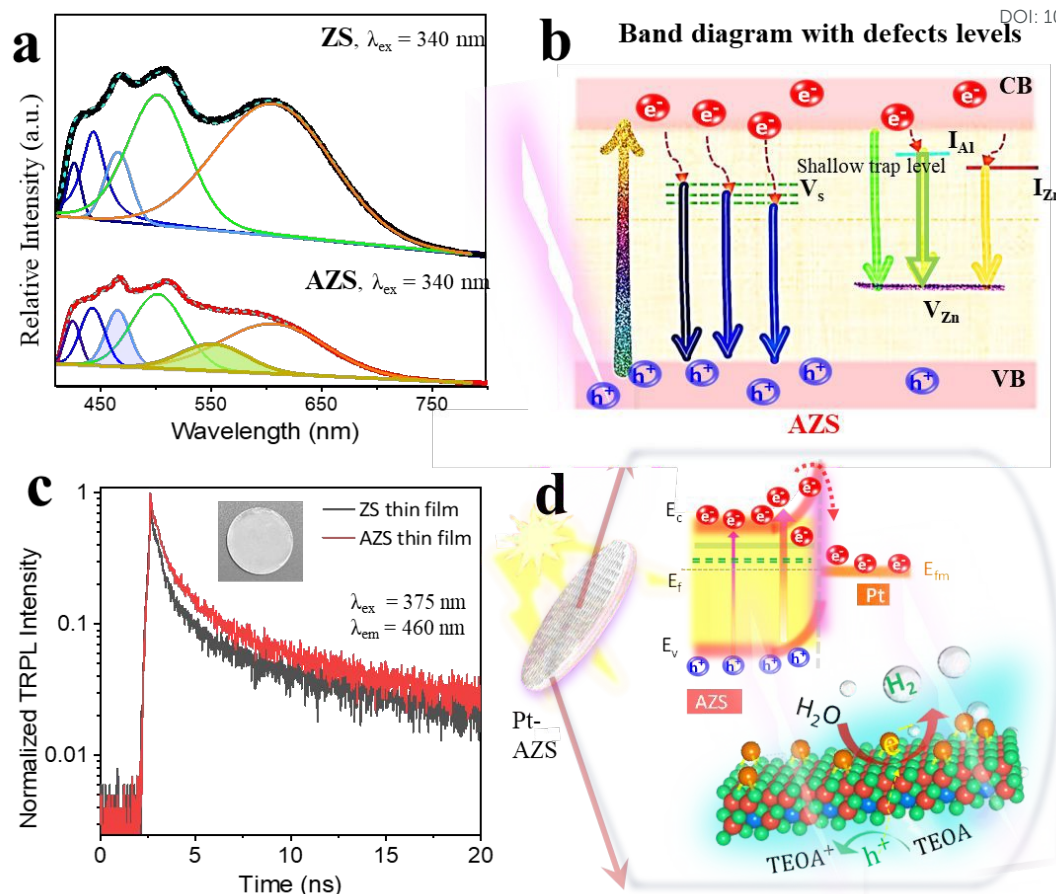 DOI: 10
a
ZS, λex = 340 nm
AZS, λex = 340 nm
Relative Intensity (a.u.)
450
550
650
750
Wavelength (nm)
b
Band diagram with defects levels
CB
e-
e-
e-
e-
e-
e-
IAl
Shallow trap level
Vs
IZn
VZn
h+
h+
h+
h+
h+
h+
VB
AZS
c
ZS thin film
AZS thin film
λex = 375 nm
λem = 460 nm
Normalized TRPL Intensity
1
0.1
0.01
0
5
10
15
20
Time (ns)
d
Pt-
AZS
Ec
e- e- e- e- e-
e-
e- e- e-
Ef
Efm
Pt
Ev
h+ h+ h+ h+
AZS
H2O
H2
e-
TEOA+
h+
TEOA